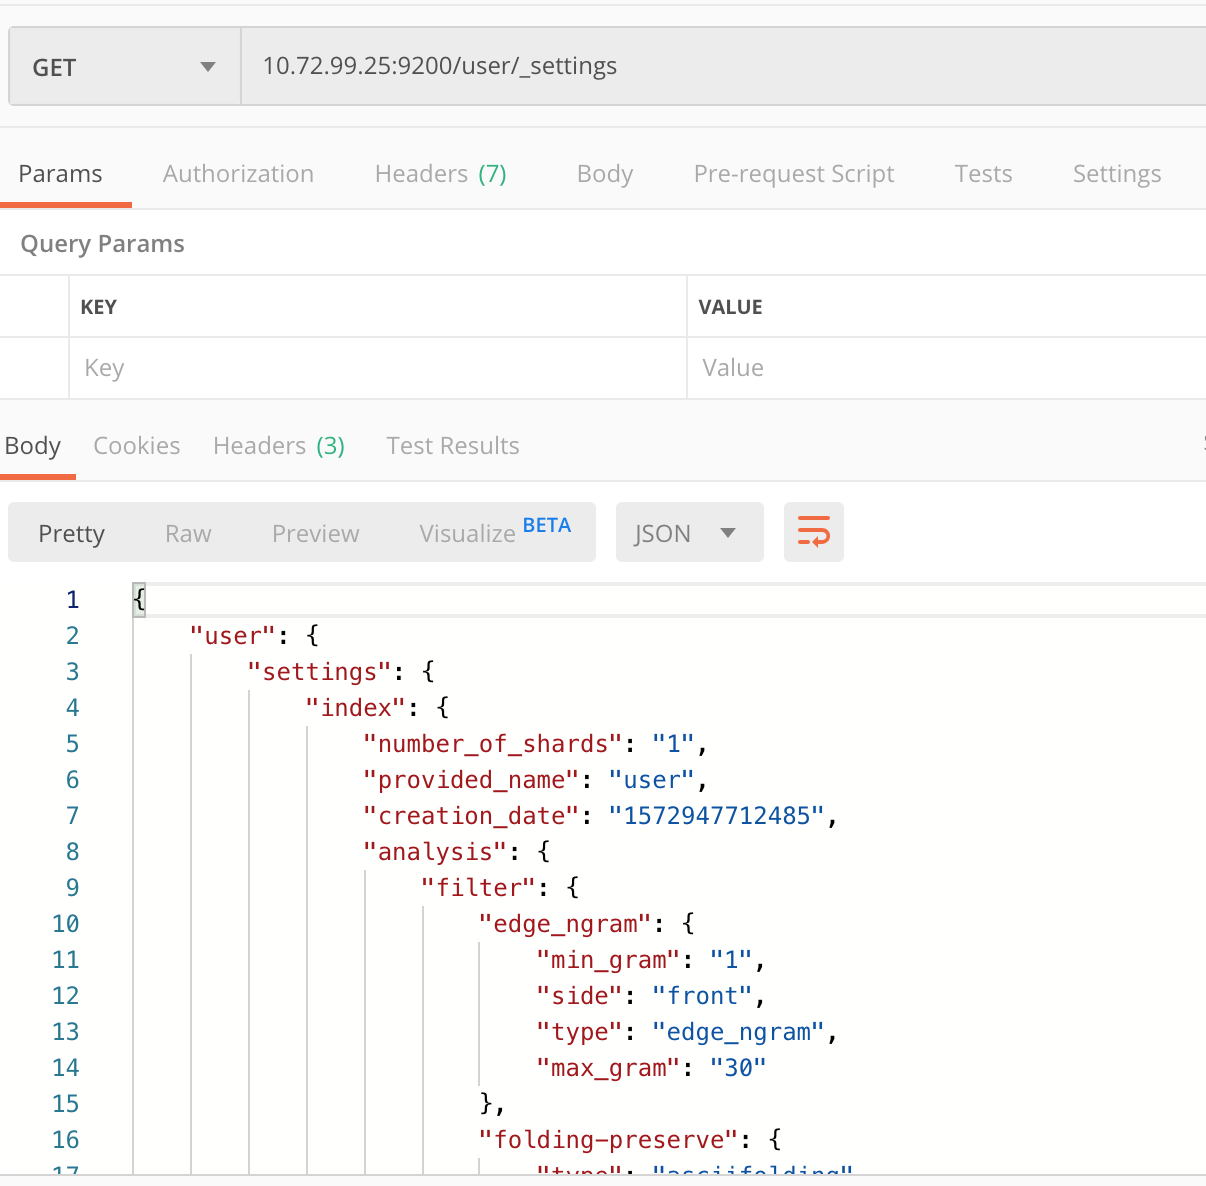 GET 10.72.99.25:9200/user/_settings
Params Authorization Headers (7) Body Pre-request Script Tests Settings
Query Params
KEY VALUE
Key Value
Body Cookies Headers (3) Test Results
Pretty Raw Preview Visualize BETA JSON
1 {
2 "user": {
3 "settings": {
4 "index": {
5 "number_of_shards": "1",
6 "provided_name": "user",
7 "creation_date": "1572947712485",
8 "analysis": {
9 "filter": {
10 "edge_ngram": {
11 "min_gram": "1",
12 "side": "front",
13 "type": "edge_ngram",
14 "max_gram": "30"
15 },
16 "folding-preserve": {
17 "type": "asciifolding"